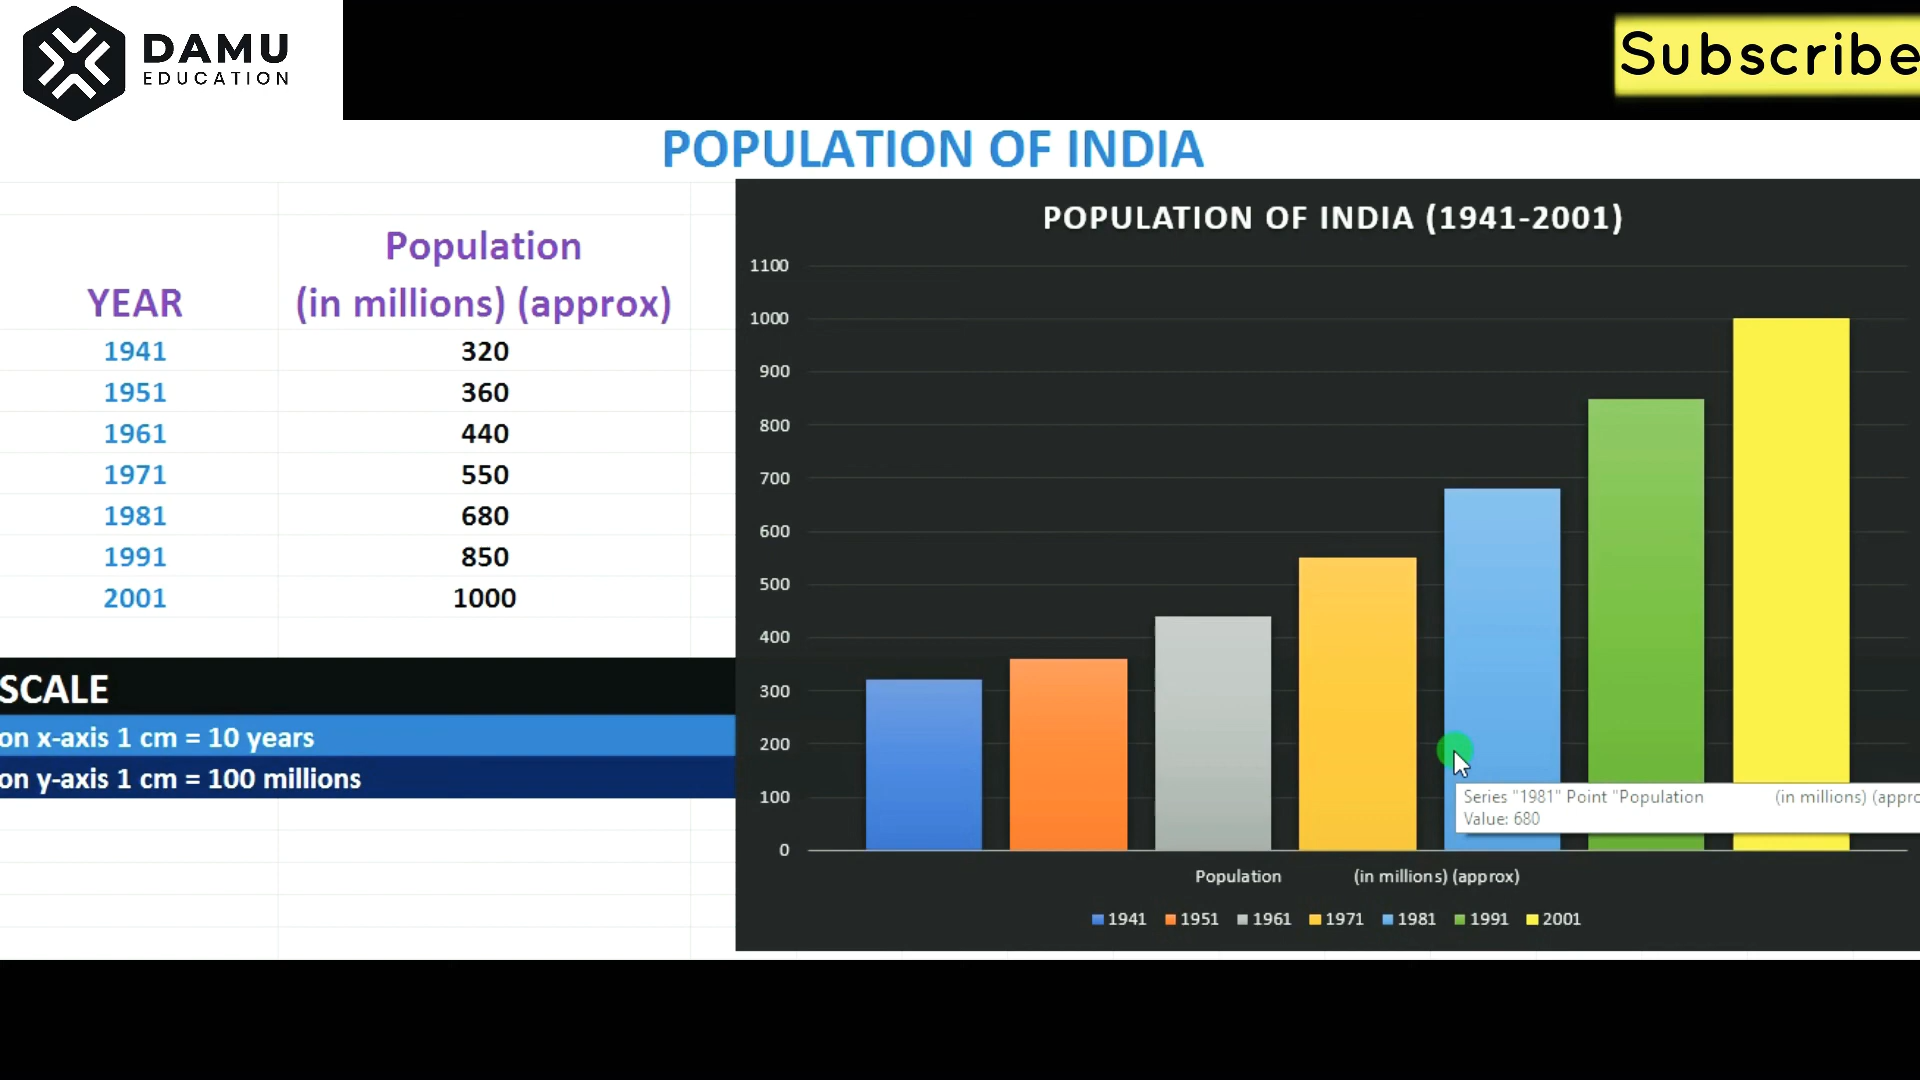 DAMU
EDUCATION
Subscribe
POPULATION OF INDIA
YEAR
Population
(in millions) (approx)
1941 320
1951 360
1961 440
1971 550
1981 680
1991 850
2001 1000
SCALE
on x-axis 1 cm = 10 years
on y-axis 1 cm = 100 millions
POPULATION OF INDIA (1941-2001)
1100
1000
900
800
700
600
500
400
300
200
100
0
Series "1981" Point "Population (in millions) (appro
Value: 680
Population (in millions) (approx)
1941 1951 1961 1971 1981 1991 2001